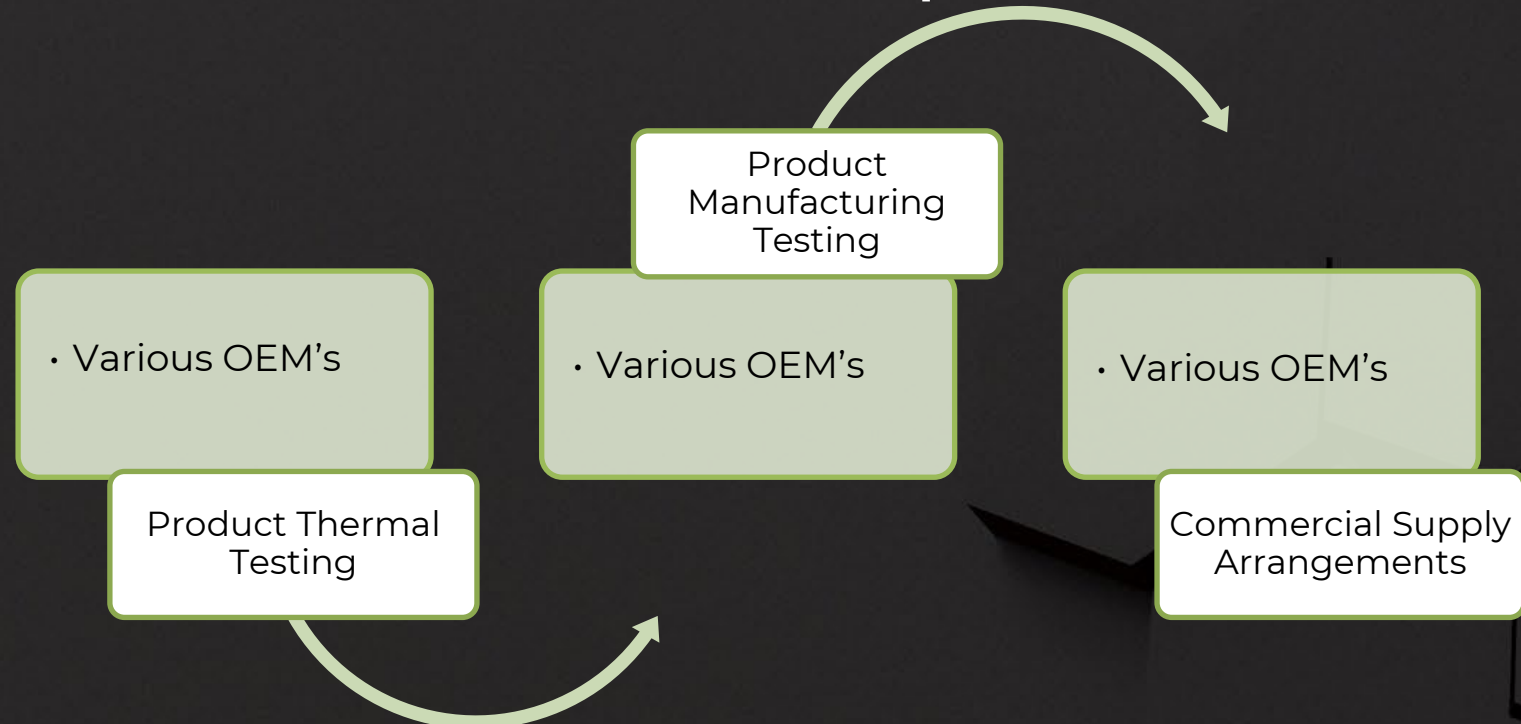 · Various OEM’s
Product Thermal
Testing
Product
Manufacturing
Testing
· Various OEM’s
· Various OEM’s
Commercial Supply
Arrangements